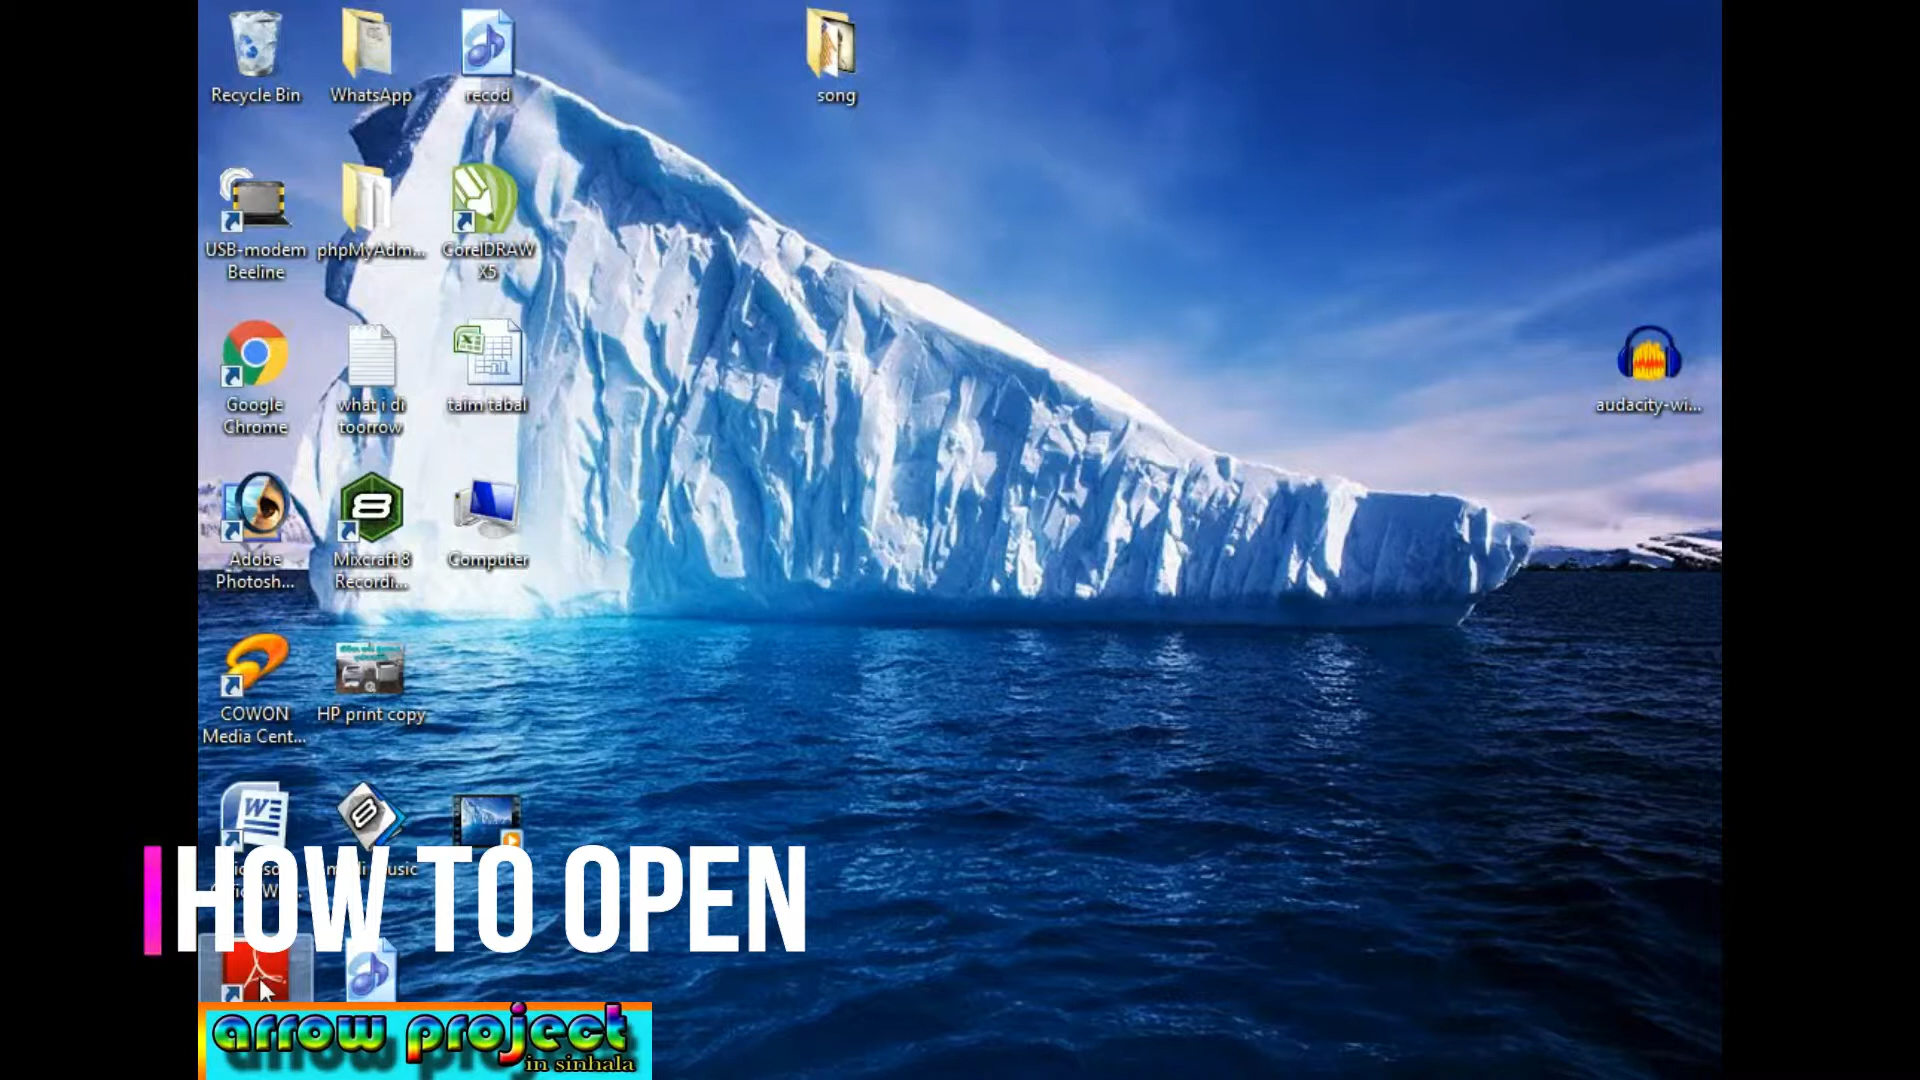 Recycle Bin
WhatsApp
recod
song
USB-modem
Beeline
phpMyAdm...
CorelDRAW
X5
Google
Chrome
what i di
toorrow
taim tabal
audacity-wi...
Adobe
Photosh...
Mixcraft 8
Recordi...
Computer
COWON
Media Cent...
HP print copy
HOW TO OPEN
arrow project
in sinhala